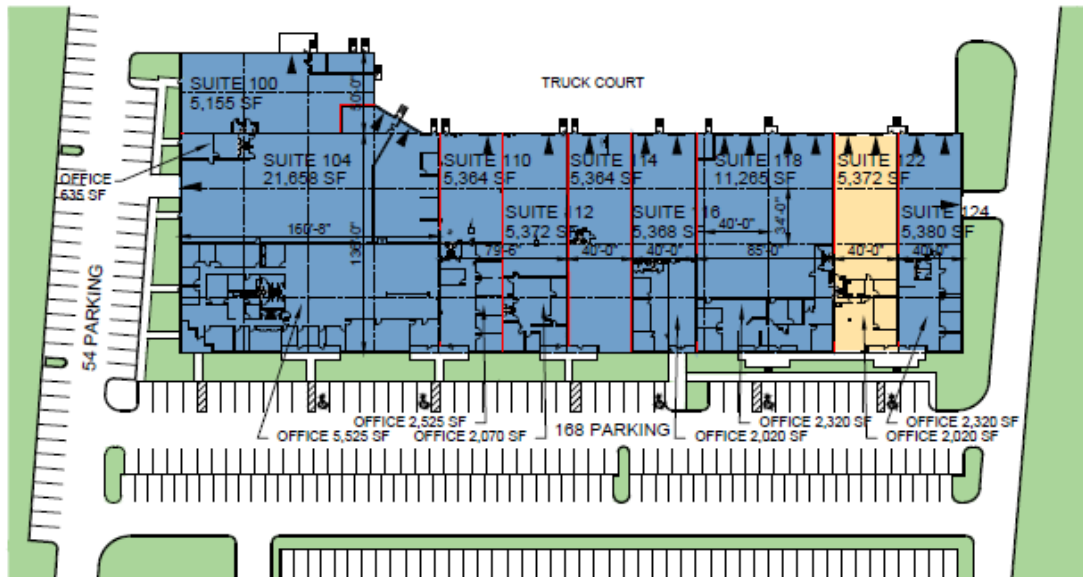 TRUCK COURT
SUITE 100
5,155 SF
50'-0"
OFFICE
635 SF
SUITE 104
21,658 SF
SUITE 110
5,364 SF
SUITE 114
5,364 SF
SUITE 118
11,265 SF
SUITE 122
5,372 SF
SUITE 112
5,372 SF
SUITE 116
5,368 SF
SUITE 124
5,380 SF
40'-0"
34'-0"
160'-8"
79'-6"
40'-0"
40'-0"
85'-0"
40'-0"
40'-0"
54 PARKING
OFFICE 2,525 SF
OFFICE 2,320 SF
OFFICE 2,320 SF
OFFICE 5,525 SF
OFFICE 2,070 SF
168 PARKING
OFFICE 2,020 SF
OFFICE 2,020 SF